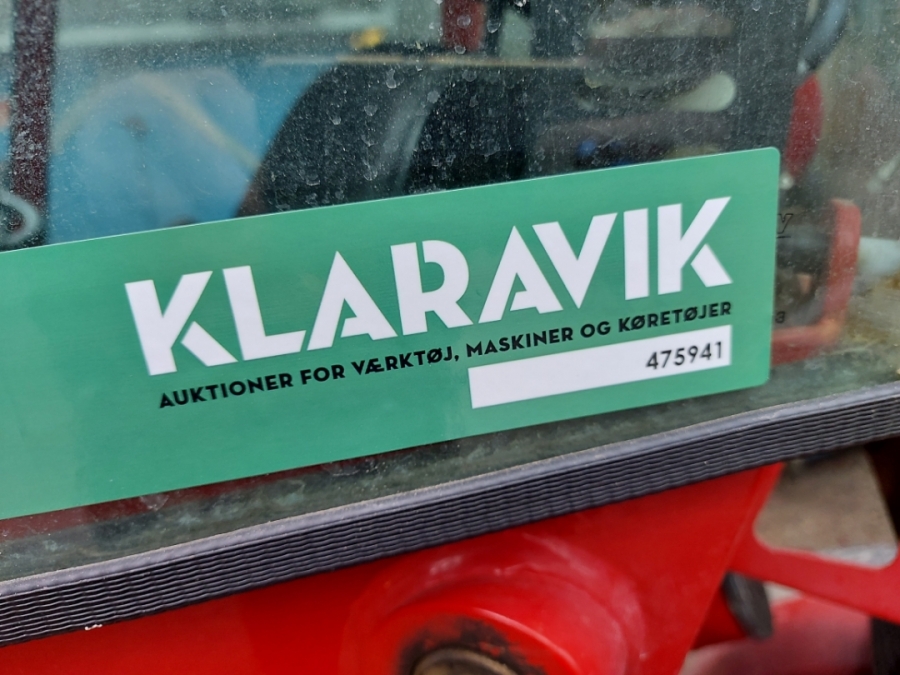 KLARAVIK
AUKTIONER FOR VÆRKTØJ, MASKINER OG KØRETØJER
475941